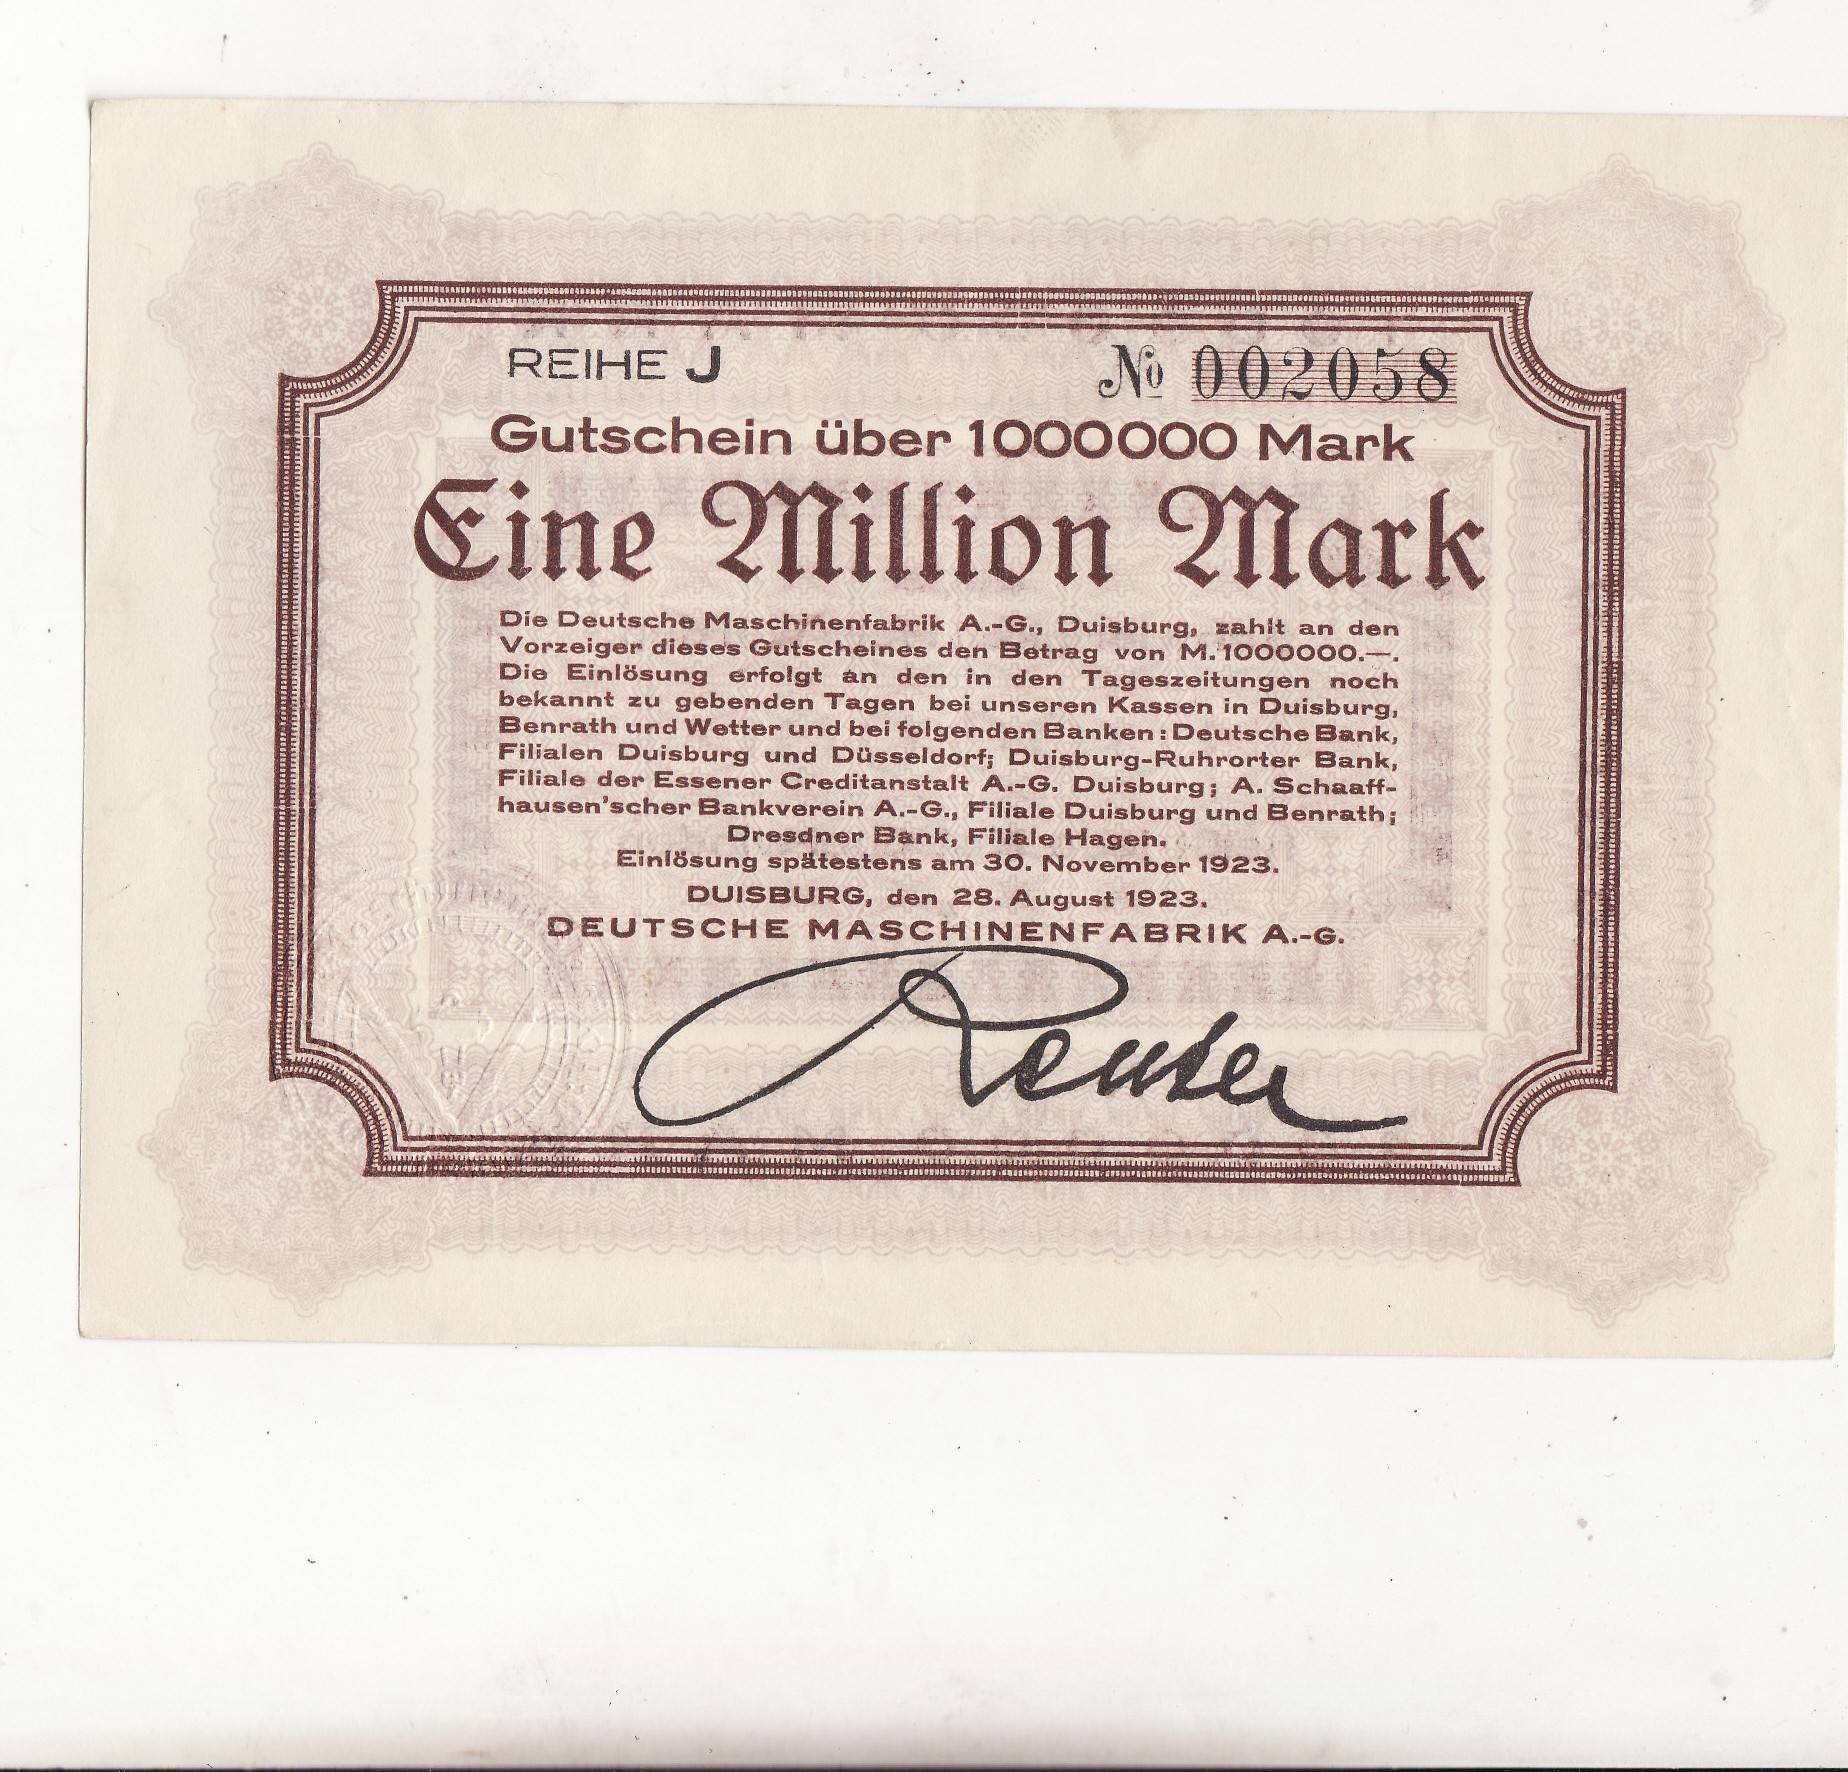 REIHE J № 002058
Gutschein über 1000000 Mark
Eine Million Mark
Die Deutsche Maschinenfabrik A.-G., Duisburg, zahlt an den
Vorzeiger dieses Gutscheines den Betrag von M. 1000000.—.
Die Einlösung erfolgt an den in den Tageszeitungen noch
bekannt zu gebenden Tagen bei unseren Kassen in Duisburg,
Benrath und Wetter und bei folgenden Banken: Deutsche Bank,
Filialen Duisburg und Düsseldorf; Duisburg-Ruhrorter Bank,
Filiale der Essener Creditanstalt A.-G. Duisburg; A. Schaaff-
hausen'scher Bankverein A.-G., Filiale Duisburg und Benrath;
Dresdner Bank, Filiale Hagen.
Einlösung spätestens am 30. November 1923.
DUISBURG, den 28. August 1923.
DEUTSCHE MASCHINENFABRIK A.-G.
Reuter